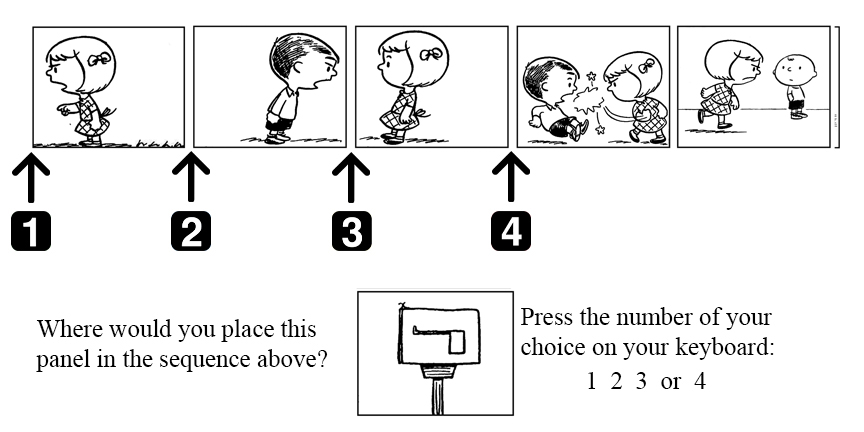 1
2
3
4
Where would you place this
panel in the sequence above?
Press the number of your
choice on your keyboard:
1 2 3 or 4